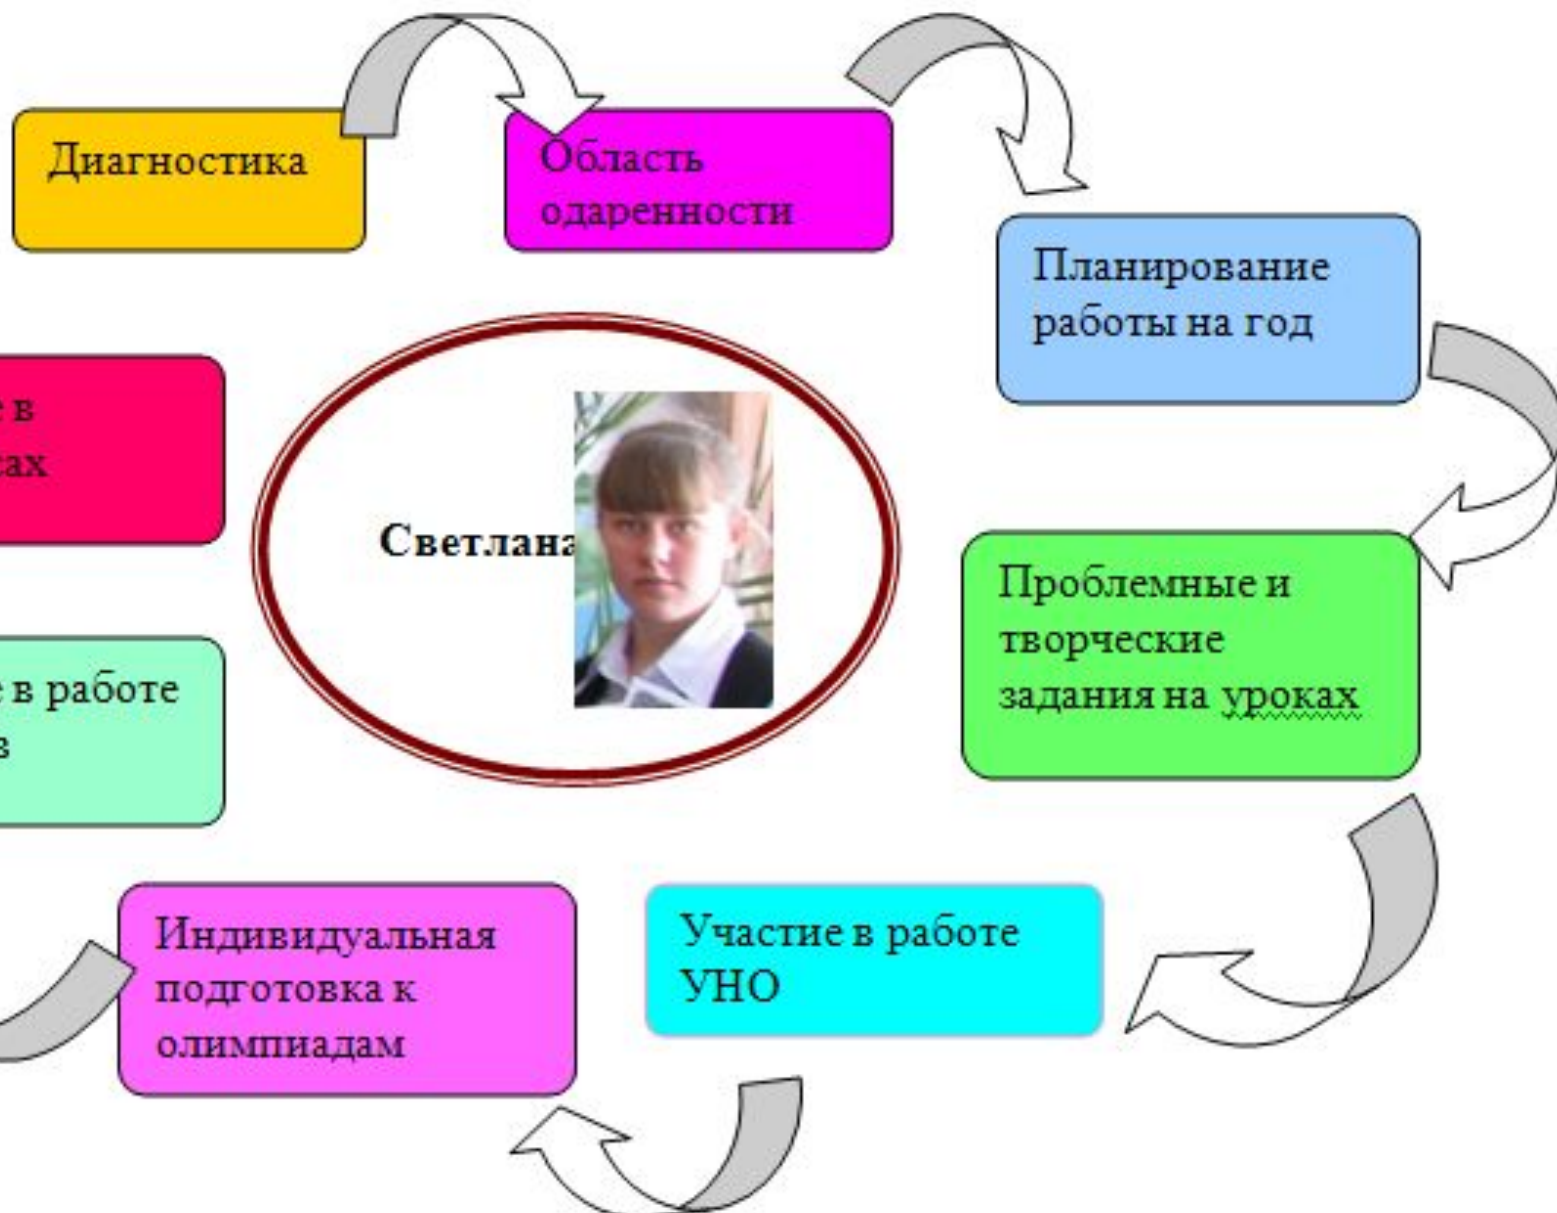 Диагностика
Область
одаренности
Планирование
работы на год
Проблемные и
творческие
задания на уроках
Участие в работе
УНО
Индивидуальная
подготовка к
олимпиадам
в работе
в
Светлана